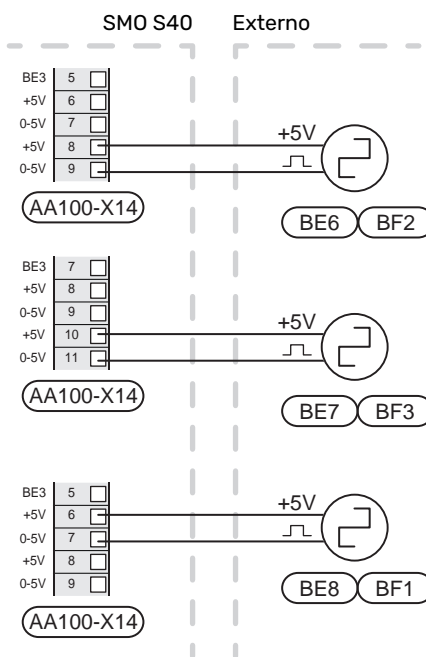 SMO S40 Externo
BE3 5
+5V 6
0-5V 7
+5V 8 +5V
0-5V 9
AA100-X14
BE6 BF2
BE3 7
+5V 8
0-5V 9
+5V 10 +5V
0-5V 11
AA100-X14
BE7 BF3
BE3 5
+5V 6 +5V
0-5V 7
+5V 8
0-5V 9
AA100-X14
BE8 BF1